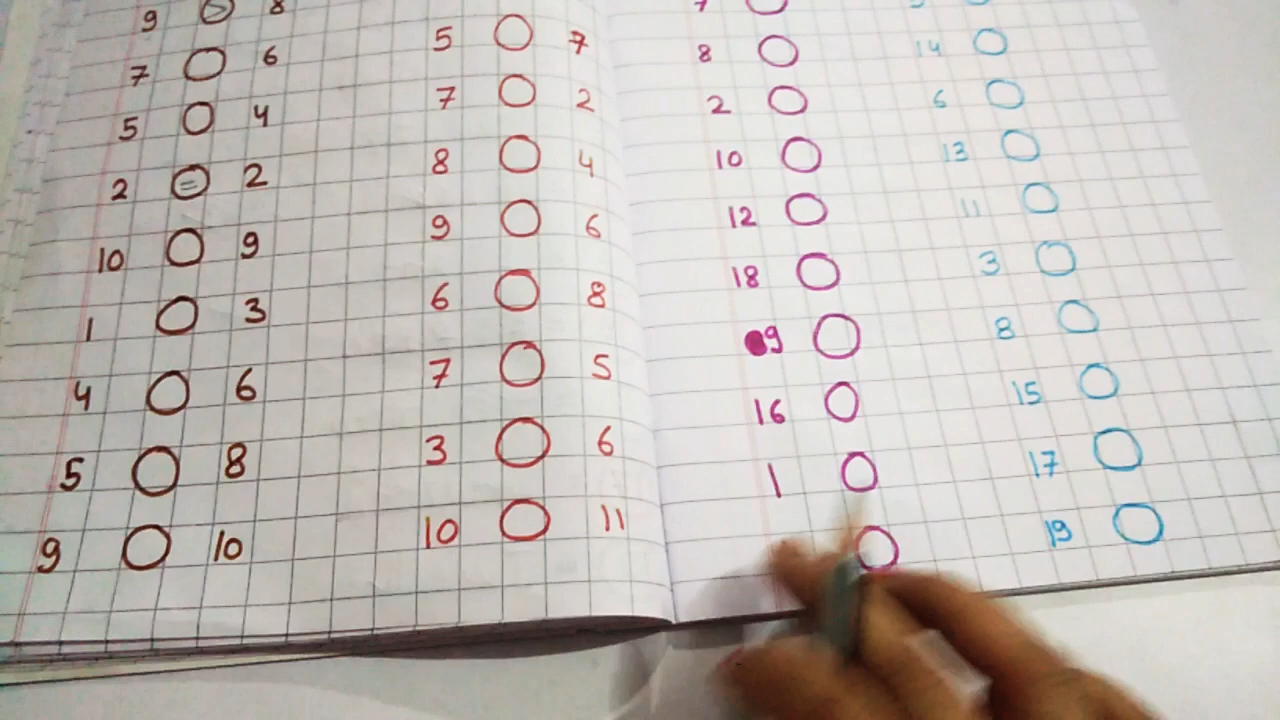 9 > 8
7 ◯ 6
5 ◯ 4
2 = 2
10 ◯ 9
1 ◯ 3
4 ◯ 6
5 ◯ 8
9 ◯ 10
5 ◯ 7
7 ◯ 2
8 ◯ 4
9 ◯ 6
6 ◯ 8
7 ◯ 5
3 ◯ 6
10 ◯ 11
7 ◯
8 ◯
2 ◯
10 ◯
12 ◯
18 ◯
9 ◯
16 ◯
1 ◯
◯
14 ◯
6 ◯
13 ◯
11 ◯
3 ◯
8 ◯
15 ◯
17 ◯
19 ◯